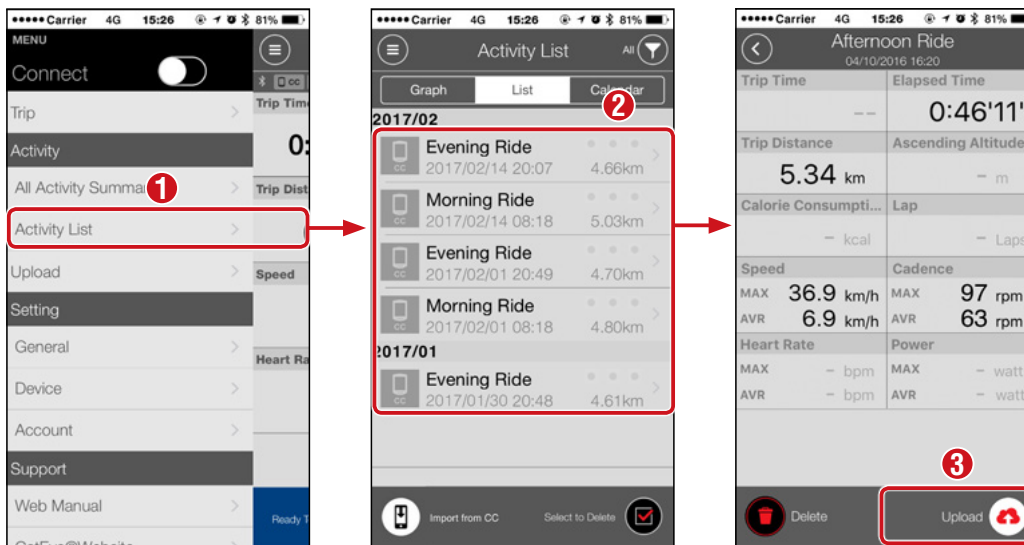 Carrier 4G 15:26 81%
MENU
Connect
Trip
Activity
All Activity Summar
1
Activity List
Upload
Setting
General
Device
Account
Support
Web Manual
CC
Trip Time
0:
Trip Dist
Speed
Heart Ra
Ready T
Carrier 4G 15:26 81%
Activity List
All
Graph
List
Calendar
2
2017/02
Evening Ride
2017/02/14 20:07
4.66km
CC
Morning Ride
2017/02/14 08:18
5.03km
CC
Evening Ride
2017/02/01 20:49
4.70km
CC
Morning Ride
2017/02/01 08:18
4.80km
CC
2017/01
Evening Ride
2017/01/30 20:48
4.61km
CC
Import from CC
Select to Delete
Carrier 4G 15:26 81%
Afternoon Ride
04/10/2016 16:20
Trip Time
Elapsed Time
--
0:46'11"
Trip Distance
Ascending Altitude
5.34 km
- m
Calorie Consumpti...
Lap
- kcal
- Laps
Speed
Cadence
MAX 36.9 km/h
MAX 97 rpm
AVR 6.9 km/h
AVR 63 rpm
Heart Rate
Power
MAX - bpm
MAX - watt
AVR - bpm
AVR - watt
3
Delete
Upload